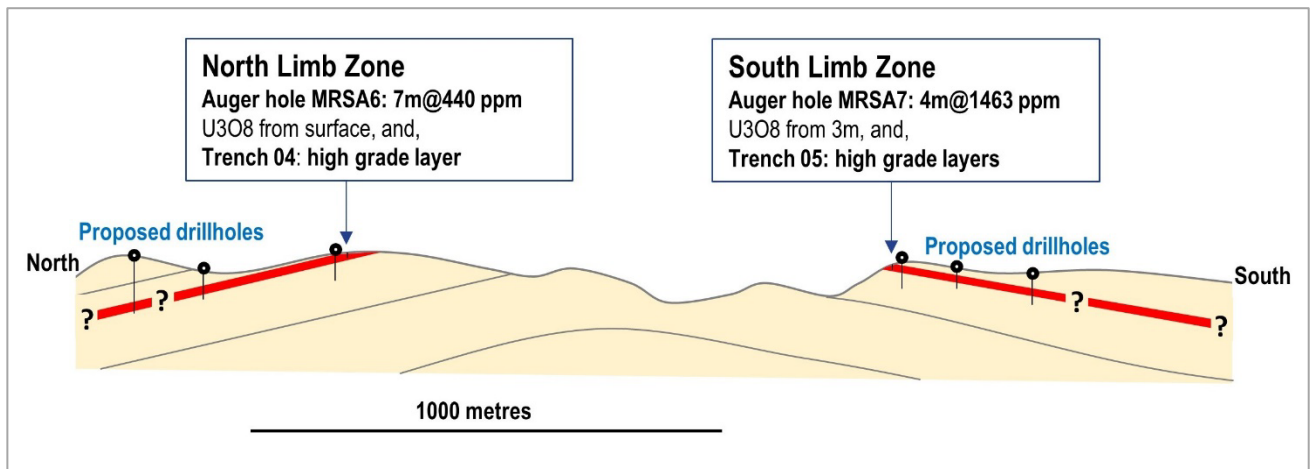 North Limb Zone
Auger hole MRSA6: 7m@440 ppm
U3O8 from surface, and,
Trench 04: high grade layer
South Limb Zone
Auger hole MRSA7: 4m@1463 ppm
U3O8 from 3m, and,
Trench 05: high grade layers
Proposed drillholes
Proposed drillholes
North
South
?
?
?
?
1000 metres